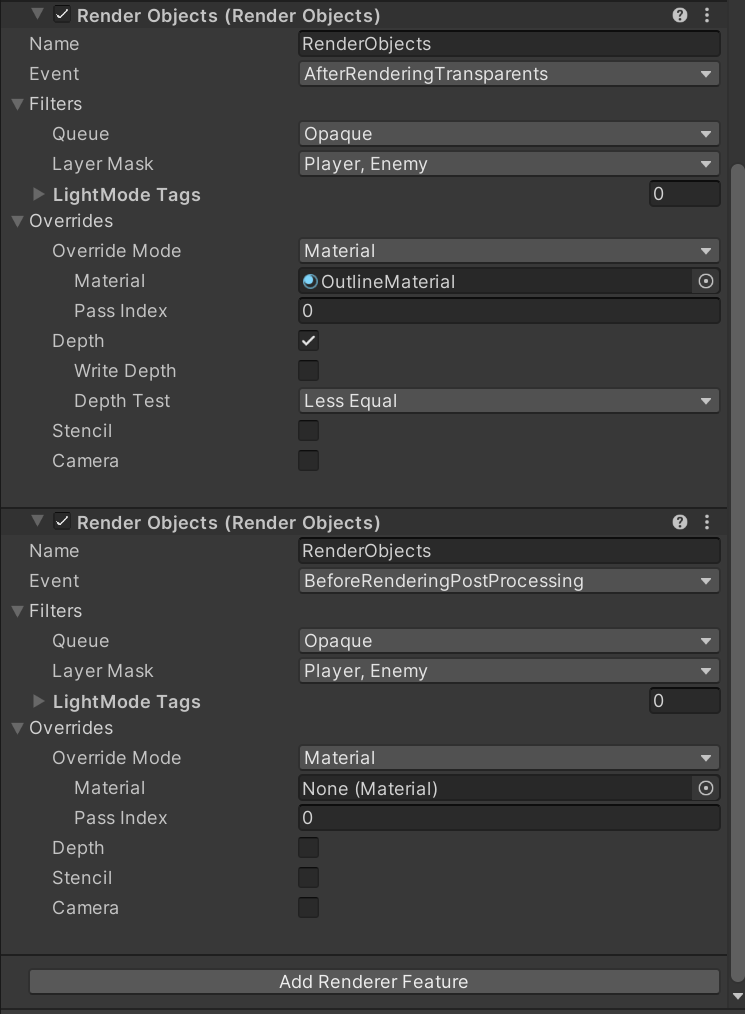 Render Objects (Render Objects)
Name RenderObjects
Event AfterRenderingTransparents
Filters
Queue Opaque
Layer Mask Player, Enemy
LightMode Tags 0
Overrides
Override Mode Material
Material OutlineMaterial
Pass Index 0
Depth
Write Depth
Depth Test Less Equal
Stencil
Camera
Render Objects (Render Objects)
Name RenderObjects
Event BeforeRenderingPostProcessing
Filters
Queue Opaque
Layer Mask Player, Enemy
LightMode Tags 0
Overrides
Override Mode Material
Material None (Material)
Pass Index 0
Depth
Stencil
Camera
Add Renderer Feature